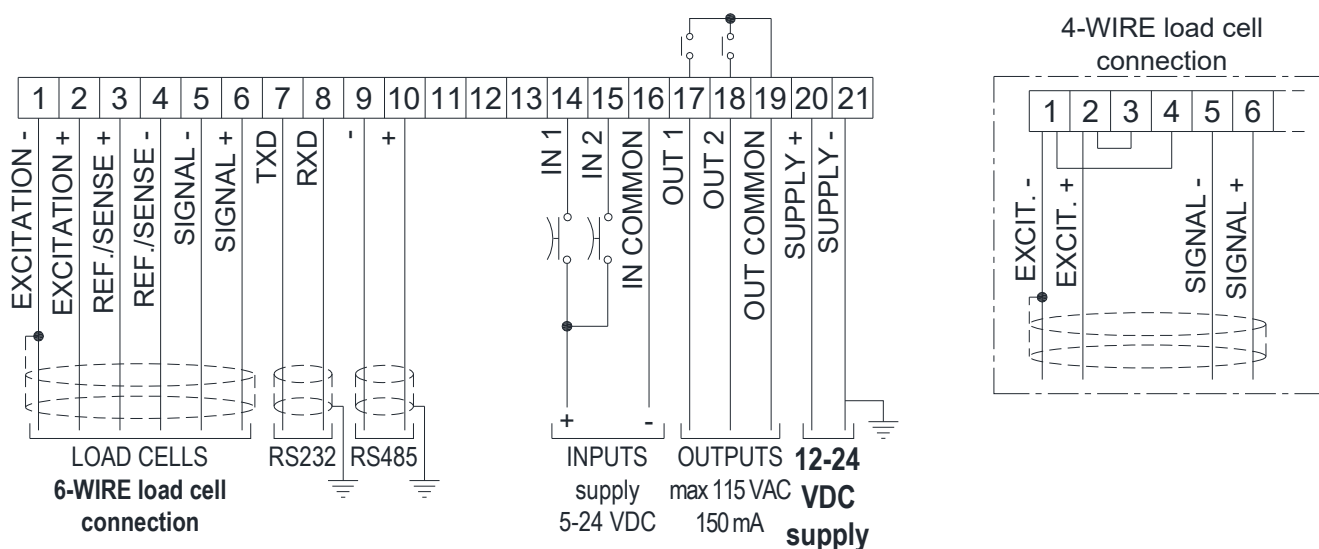 1 2 3 4 5 6 7 8 9 10 11 12 13 14 15 16 17 18 19 20 21
EXCITATION -
EXCITATION +
REF./SENSE +
REF./SENSE -
SIGNAL -
SIGNAL +
TXD
RXD
-
+
IN 1
IN 2
IN COMMON
OUT 1
OUT 2
OUT COMMON
SUPPLY +
SUPPLY -
+ -
LOAD CELLS
6-WIRE load cell
connection
RS232
RS485
INPUTS
supply
5-24 VDC
OUTPUTS
max 115 VAC
150 mA
12-24
VDC
supply
4-WIRE load cell
connection
1 2 3 4 5 6
EXCIT. -
EXCIT. +
SIGNAL -
SIGNAL +